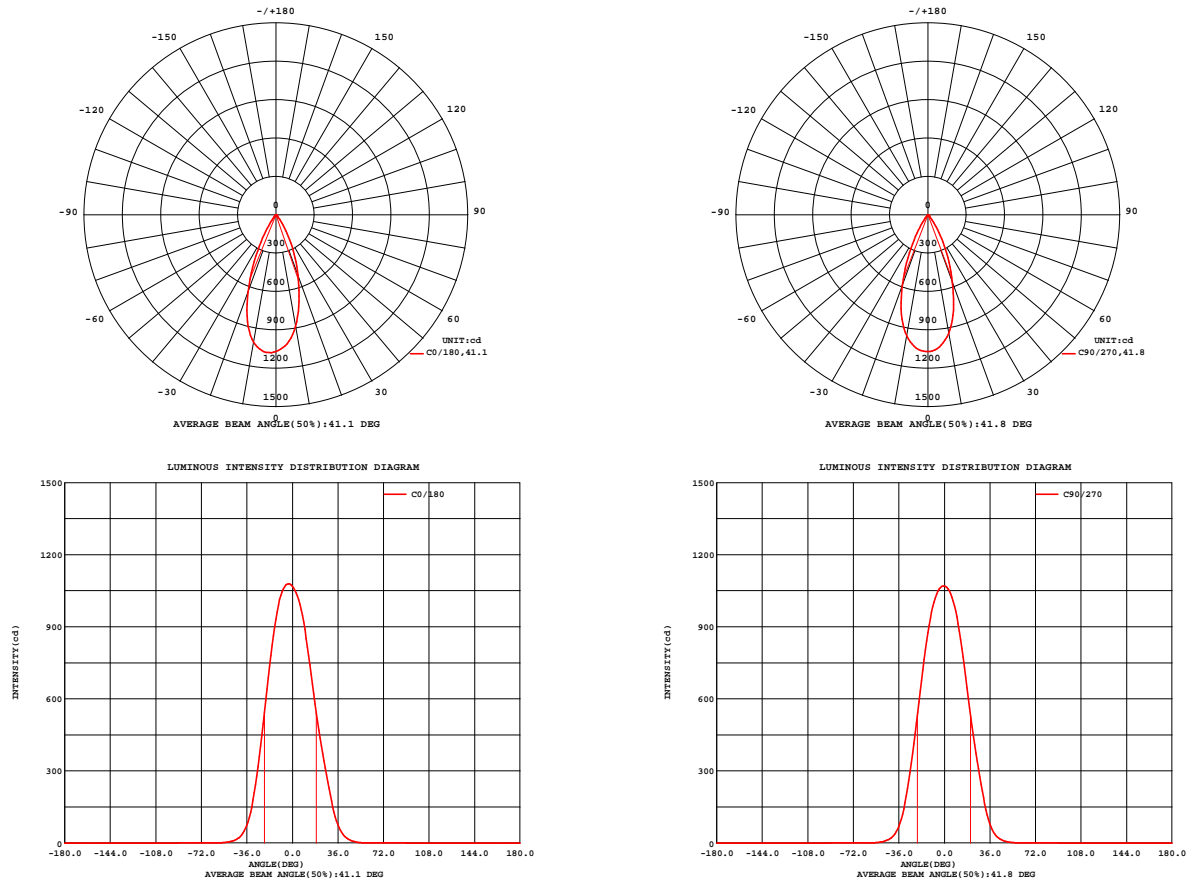 -/+180
-150 150
-120 120
-90 90
-60 60
-30 30
0
300
600
900
1200
1500
0
UNIT:cd
C0/180,41.1
AVERAGE BEAM ANGLE(50%):41.1 DEG
-/+180
-150 150
-120 120
-90 90
-60 60
-30 30
0
300
600
900
1200
1500
0
UNIT:cd
C90/270,41.8
AVERAGE BEAM ANGLE(50%):41.8 DEG
LUMINOUS INTENSITY DISTRIBUTION DIAGRAM
C0/180
INTENSITY(cd)
1500
1200
900
600
300
0
-180.0 -144.0 -108.0 -72.0 -36.0 0.0 36.0 72.0 108.0 144.0 180.0
ANGLE(DEG)
AVERAGE BEAM ANGLE(50%):41.1 DEG
LUMINOUS INTENSITY DISTRIBUTION DIAGRAM
C90/270
INTENSITY(cd)
1500
1200
900
600
300
0
-180.0 -144.0 -108.0 -72.0 -36.0 0.0 36.0 72.0 108.0 144.0 180.0
ANGLE(DEG)
AVERAGE BEAM ANGLE(50%):41.8 DEG